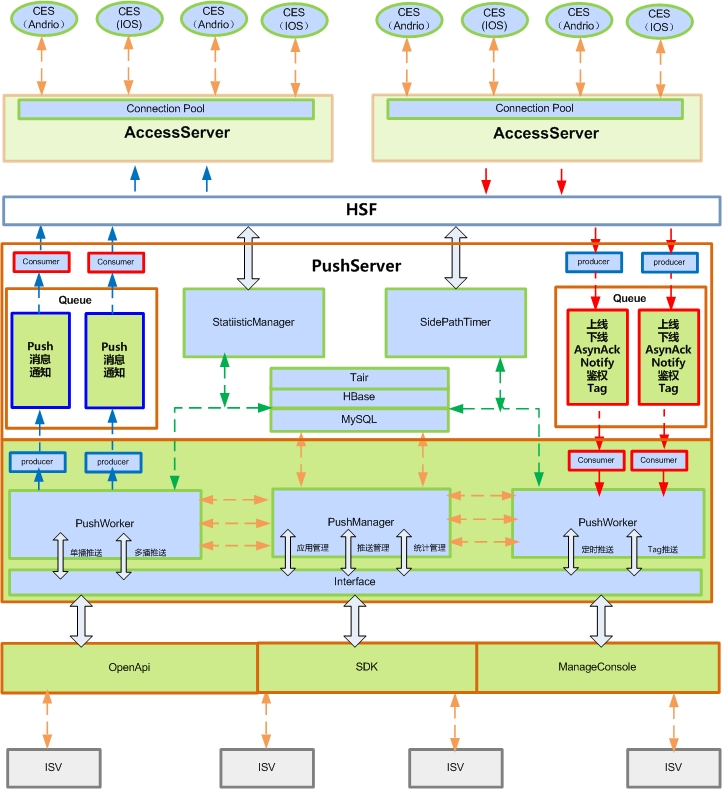 CES
（Andrio）
CES
(IOS)
CES
（Andrio）
CES
（IOS）
CES
（Andrio）
CES
(IOS)
CES
（Andrio）
CES
（IOS）
Connection Pool
AccessServer
Connection Pool
AccessServer
HSF
PushServer
Consumer
Consumer
producer
producer
Queue
Push
消息
通知
Push
消息
通知
StatiisticManager
SidePathTimer
Queue
上线
下线
AsynAck
Notify
鉴权
Tag
上线
下线
AsynAck
Notify
鉴权
Tag
Tair
HBase
MySQL
producer
producer
Consumer
Consumer
PushWorker
单播推送
多播推送
PushManager
应用管理
推送管理
统计管理
PushWorker
定时推送
Tag推送
Interface
OpenApi
SDK
ManageConsole
ISV
ISV
ISV
ISV